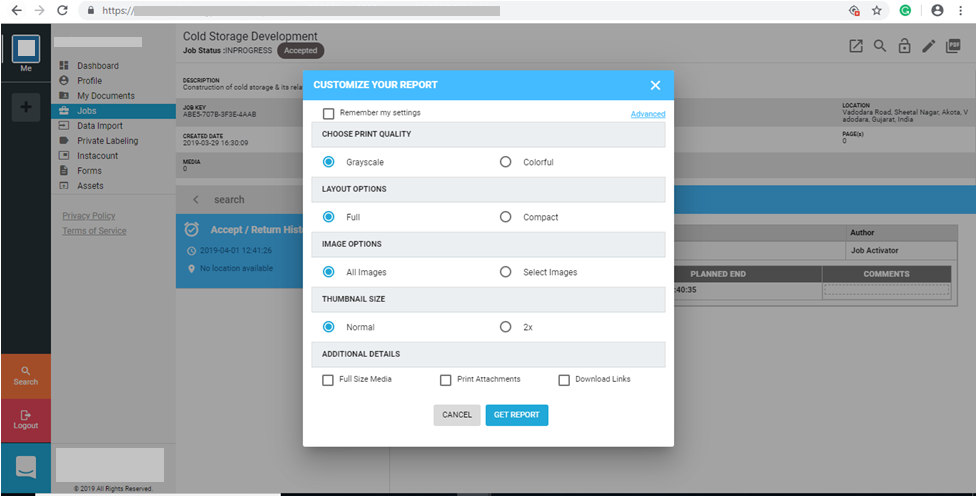 https://
Me
Search
Logout
Dashboard
Profile
My Documents
Jobs
Data Import
Private Labeling
Instacount
Forms
Assets
Privacy Policy
Terms of Service
© 2019 All Rights Reserved.
Cold Storage Development
Job Status :INPROGRESS Accepted
PDF
DESCRIPTION
Construction of cold storage & its
JOB KEY
ABE5-707B-3F3E-4AAB
LOCATION
Vadodara Road, Sheetal Nagar, Akota, V
adodara, Gujarat, India
CREATED DATE
2019-03-29 16:30:09
PAGE(s)
0
MEDIA
0
search
Accept / Return
2019-04-01 12:41:26
No location available
Author
Job Activator
PLANNED END COMMENTS
:40:35
CUSTOMIZE YOUR REPORT
Remember my settings Advanced
CHOOSE PRINT QUALITY
Grayscale Colorful
LAYOUT OPTIONS
Full Compact
IMAGE OPTIONS
All Images Select Images
THUMBNAIL SIZE
Normal 2x
ADDITIONAL DETAILS
Full Size Media Print Attachments Download Links
CANCEL GET REPORT